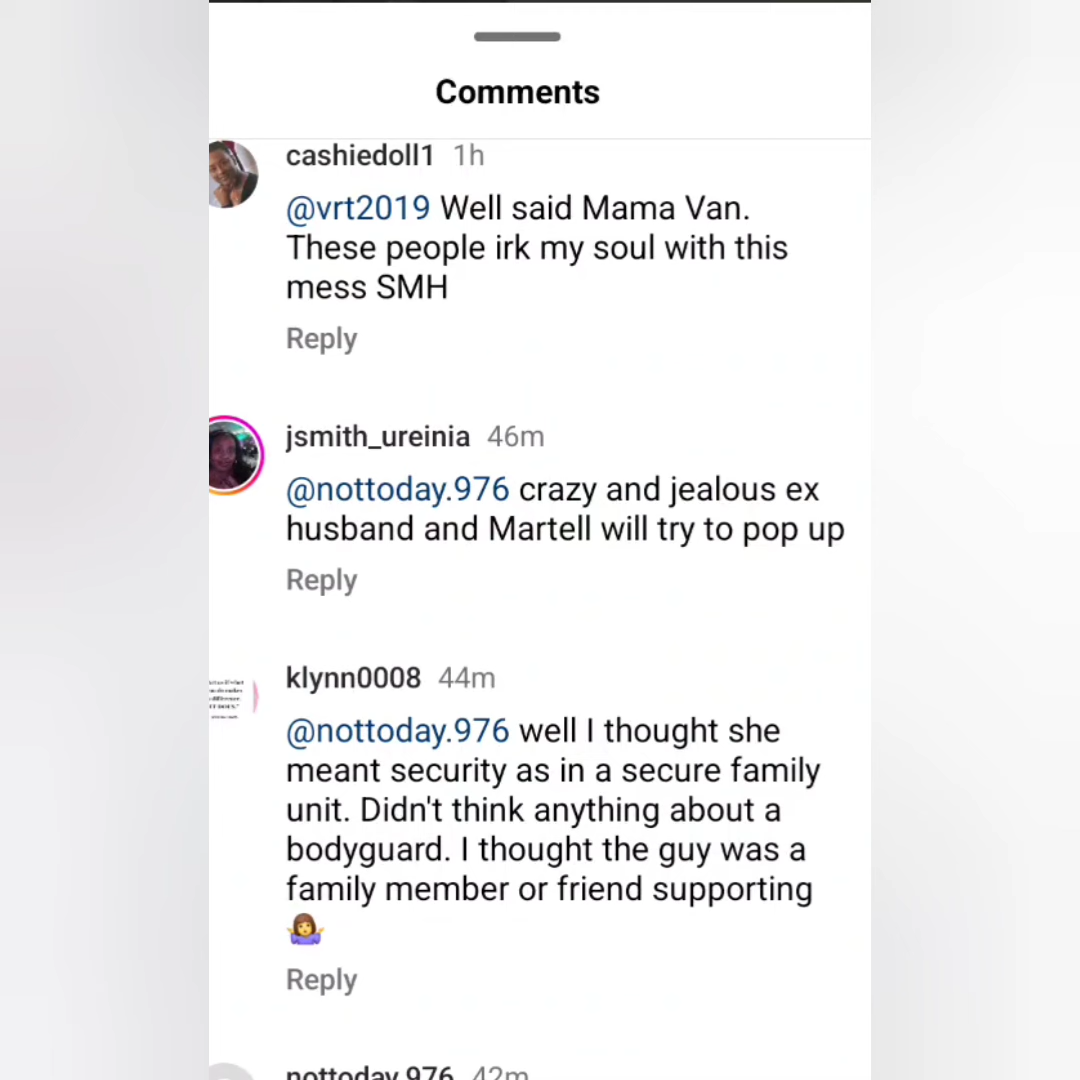 Comments
cashiedoll1 1h
@vrt2019 Well said Mama Van.
These people irk my soul with this
mess SMH
Reply
jsmith_ureinia 46m
@nottoday.976 crazy and jealous ex
husband and Martell will try to pop up
Reply
klynn0008 44m
@nottoday.976 well I thought she
meant security as in a secure family
unit. Didn't think anything about a
bodyguard. I thought the guy was a
family member or friend supporting
🤷‍♀️
Reply
nottoday.976 42m